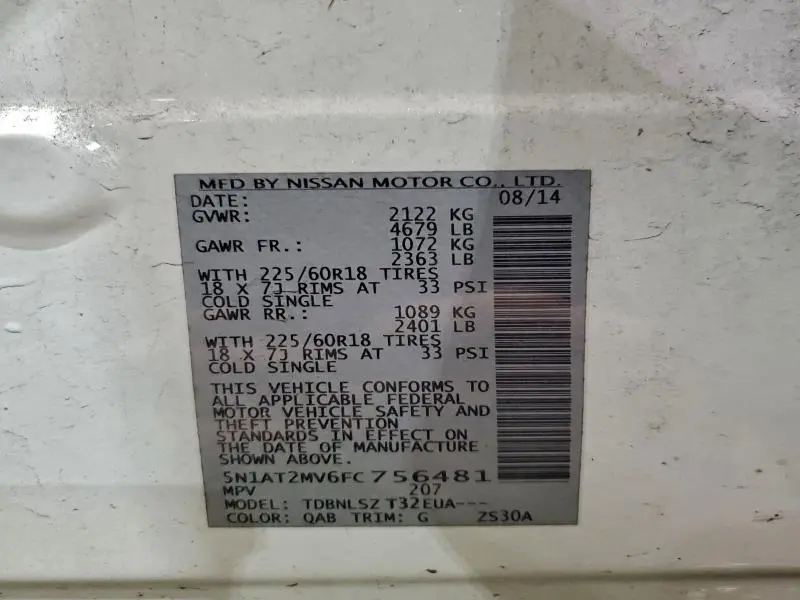 MFD BY NISSAN MOTOR CO., LTD.
DATE: 08/14
GVWR: 2122 KG
4679 LB
GAWR FR.: 1072 KG
2363 LB
WITH 225/60R18 TIRES
18 X 7J RIMS AT 33 PSI
COLD SINGLE
GAWR RR.: 1089 KG
2401 LB
WITH 225/60R18 TIRES
18 X 7J RIMS AT 33 PSI
COLD SINGLE
THIS VEHICLE CONFORMS TO
ALL APPLICABLE FEDERAL
MOTOR VEHICLE SAFETY AND
THEFT PREVENTION
STANDARDS IN EFFECT ON
THE DATE OF MANUFACTURE
SHOWN ABOVE.
5N1AT2MV6FC756481
MPV 207
MODEL: TDBNLSZ T32EUA---
COLOR: QAB TRIM: G ZS30A